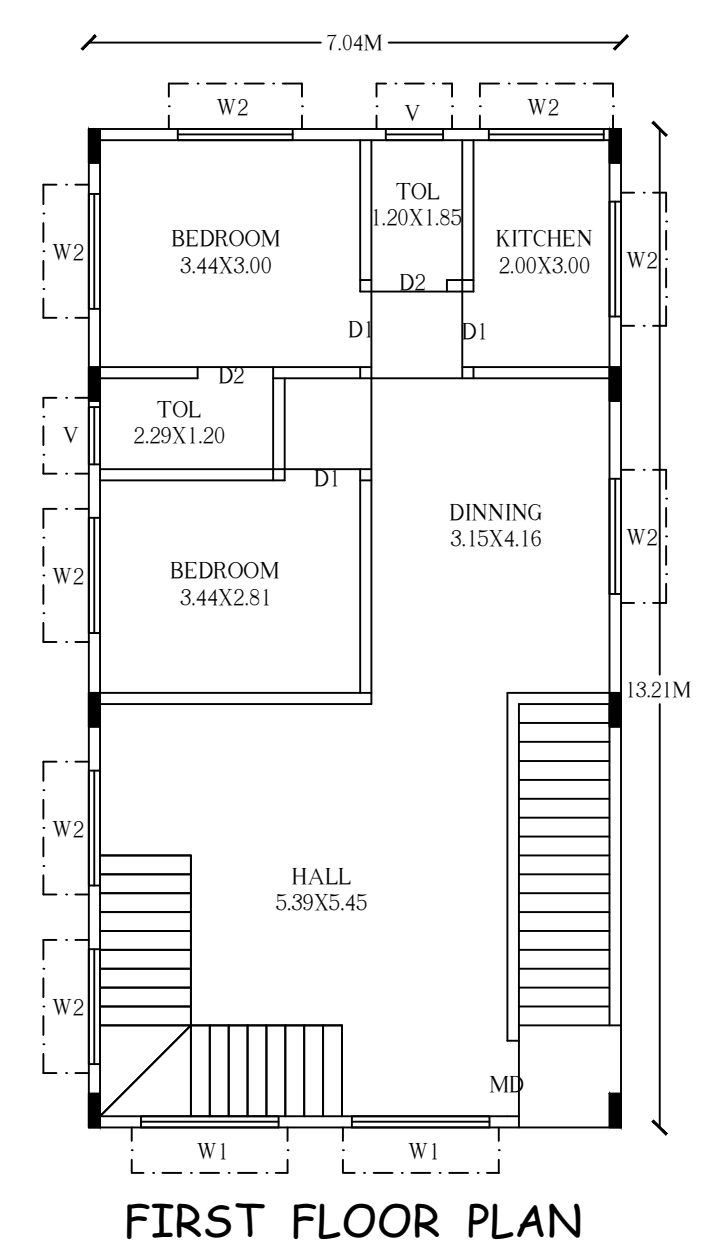 7.04M
W2
V
W2
TOL
1.20X1.85
BEDROOM
3.44X3.00
KITCHEN
2.00X3.00
W2
W2
D2
D1
D1
D2
TOL
2.29X1.20
V
D1
DINNING
3.15X4.16
W2
BEDROOM
3.44X2.81
W2
13.21M
W2
HALL
5.39X5.45
W2
MD
W1
W1
FIRST FLOOR PLAN